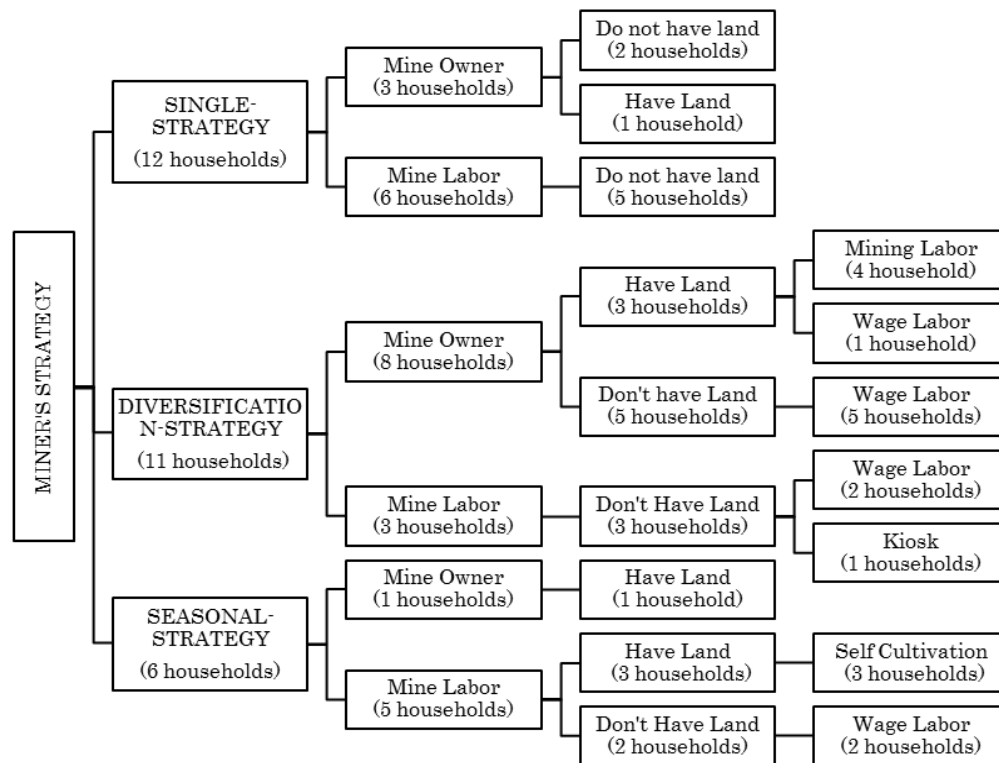 MINER'S STRATEGY
SINGLE-
STRATEGY
(12 households)
Mine Owner
(3 households)
Do not have land
(2 households)
Have Land
(1 household)
Mine Labor
(6 households)
Do not have land
(5 households)
DIVERSIFICATIO
N-STRATEGY
(11 households)
Mine Owner
(8 households)
Have Land
(3 households)
Mining Labor
(4 household)
Wage Labor
(1 household)
Don't have Land
(5 households)
Wage Labor
(5 households)
Mine Labor
(3 households)
Don't Have Land
(3 households)
Wage Labor
(2 households)
Kiosk
(1 households)
SEASONAL-
STRATEGY
(6 households)
Mine Owner
(1 households)
Have Land
(1 household)
Mine Labor
(5 households)
Have Land
(3 households)
Self Cultivation
(3 households)
Don't Have Land
(2 households)
Wage Labor
(2 households)